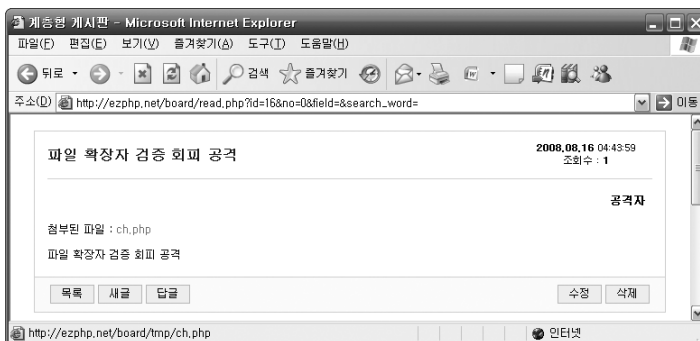 계층형 게시판 - Microsoft Internet Explorer
파일(F) 편집(E) 보기(V) 즐겨찾기(A) 도구(T) 도움말(H)
뒤로 검색 즐겨찾기
주소(D) http://ezphp.net/board/read.php?id=16&no=0&field=&search_word= 이동
파일 확장자 검증 회피 공격
2008.08.16 04:43:59
조회수 : 1
공격자
첨부된 파일 : ch.php
파일 확장자 검증 회피 공격
목록 새글 답글 수정 삭제
http://ezphp.net/board/tmp/ch.php 인터넷